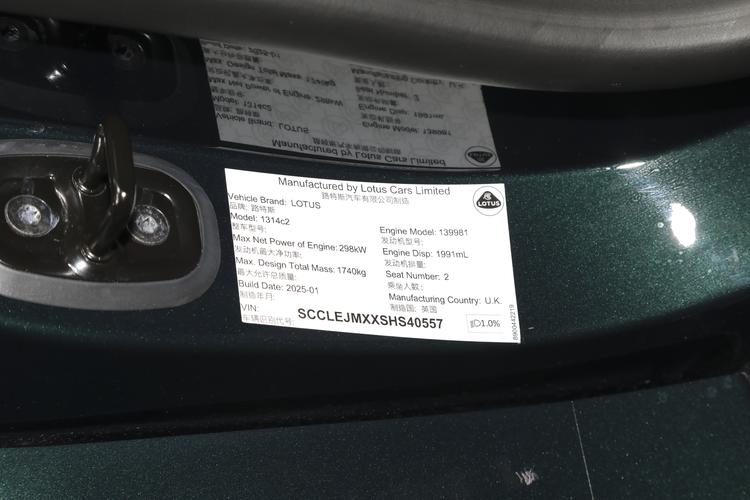 Manufactured by Lotus Cars Limited
路特斯汽车有限公司制造
LOTUS
Vehicle Brand: LOTUS
品牌: 路特斯
Model: 1314c2
整车型号:
Engine Model: 139981
发动机型号:
Max Net Power of Engine: 298kW
发动机最大净功率:
Engine Disp: 1991mL
发动机排量:
Max. Design Total Mass: 1740kg
最大允许总质量:
Seat Number: 2
乘坐人数:
Build Date: 2025-01
制造年月:
Manufacturing Country: U.K.
制造国: 英国
VIN:
车辆识别代号:
SCCLEJMXXSHS40557
1.0%
8900442219